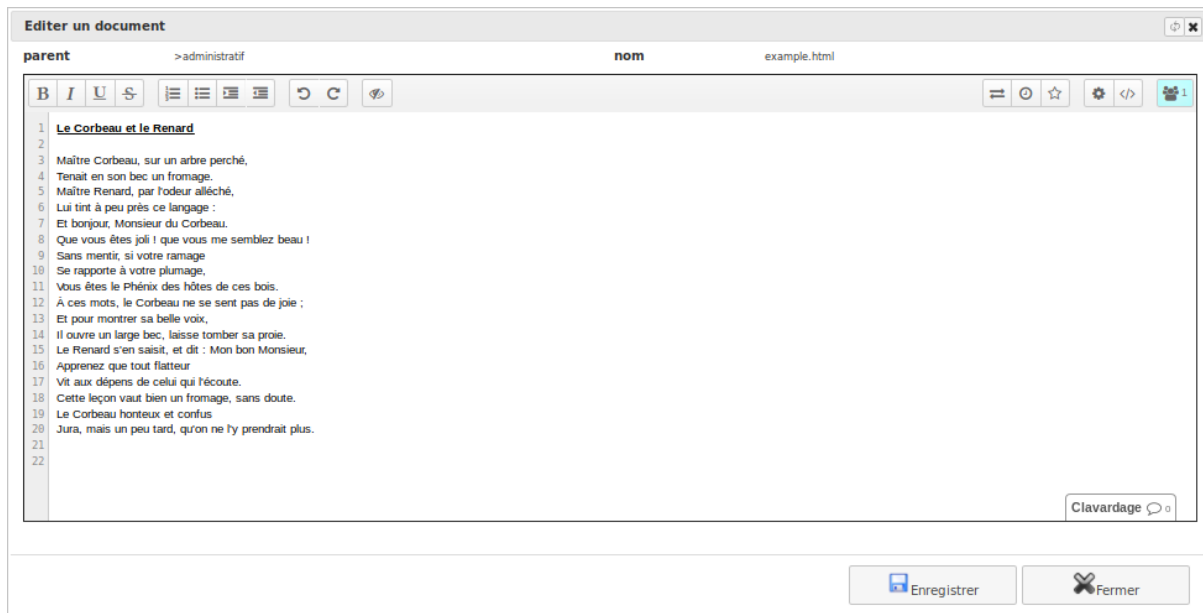 Editer un document
parent >administratif nom example.html
B I U S </> 1
1 Le Corbeau et le Renard
2
3 Maître Corbeau, sur un arbre perché,
4 Tenait en son bec un fromage.
5 Maître Renard, par l'odeur alléché,
6 Lui tint à peu près ce langage :
7 Et bonjour, Monsieur du Corbeau.
8 Que vous êtes joli ! que vous me semblez beau !
9 Sans mentir, si votre ramage
10 Se rapporte à votre plumage,
11 Vous êtes le Phénix des hôtes de ces bois.
12 À ces mots, le Corbeau ne se sent pas de joie ;
13 Et pour montrer sa belle voix,
14 Il ouvre un large bec, laisse tomber sa proie.
15 Le Renard s'en saisit, et dit : Mon bon Monsieur,
16 Apprenez que tout flatteur
17 Vit aux dépens de celui qui l'écoute.
18 Cette leçon vaut bien un fromage, sans doute.
19 Le Corbeau honteux et confus
20 Jura, mais un peu tard, qu'on ne l'y prendrait plus.
21
22
Clavardage 0
Enregistrer Fermer